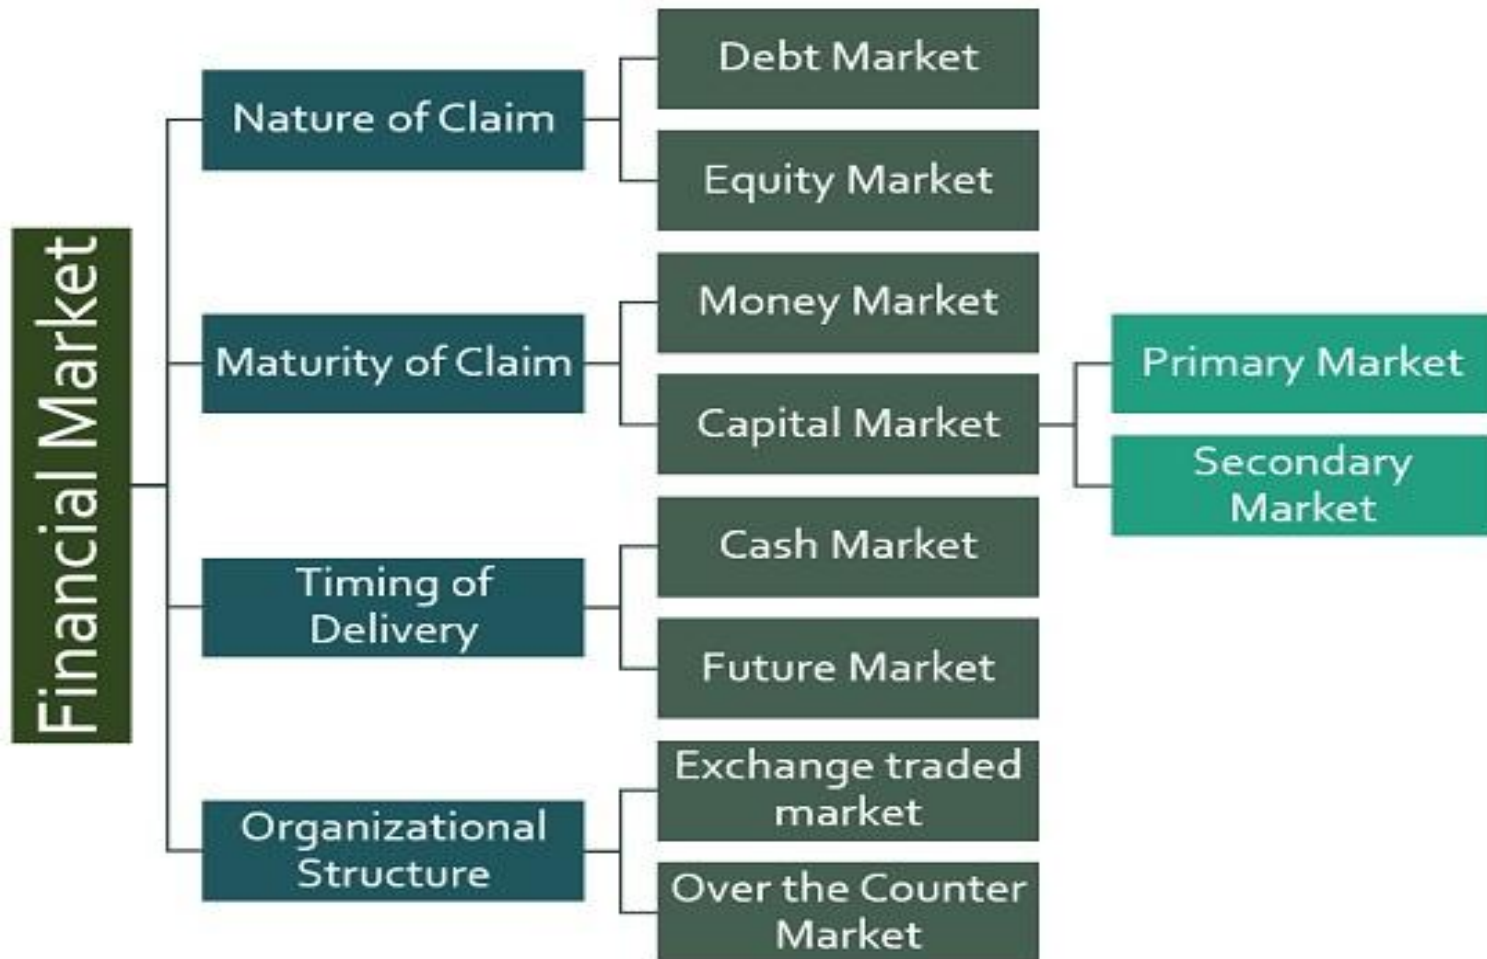 Financial Market
Nature of Claim
Debt Market
Equity Market
Maturity of Claim
Money Market
Capital Market
Primary Market
Secondary
Market
Timing of
Delivery
Cash Market
Future Market
Organizational
Structure
Exchange traded
market
Over the Counter
Market